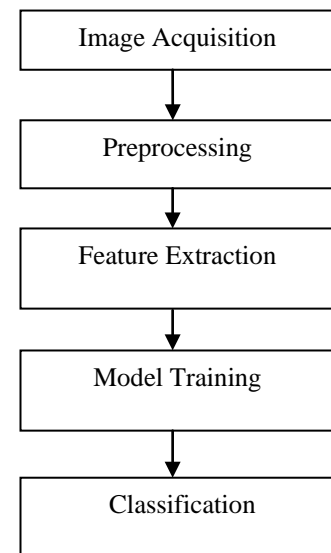 Image Acquisition
Preprocessing
Feature Extraction
Model Training
Classification